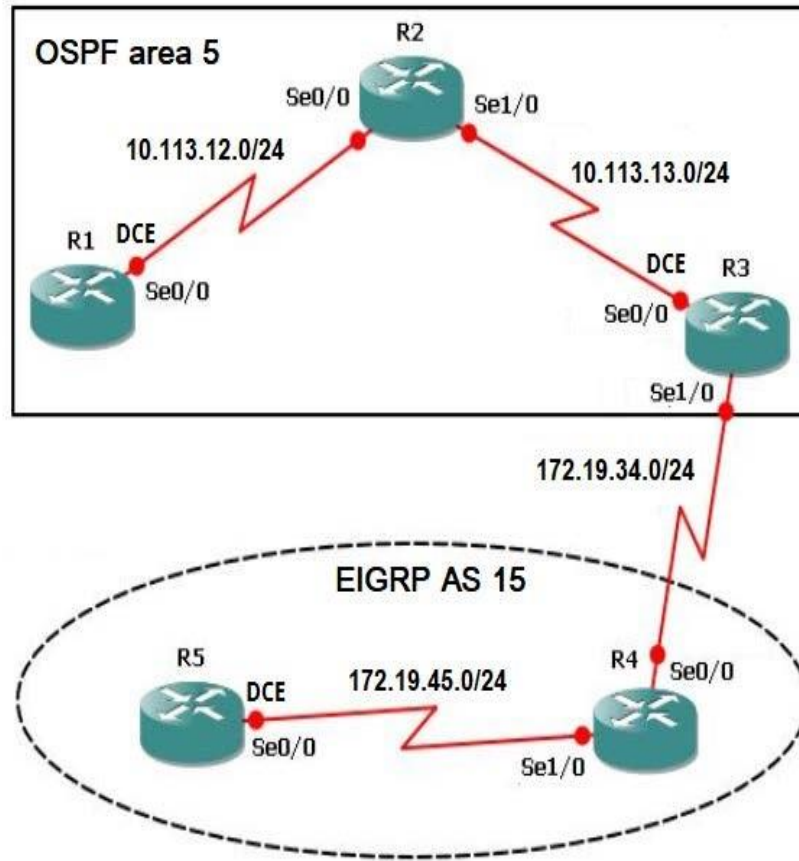 OSPF area 5
R2
Se0/0
Se1/0
10.113.12.0/24
10.113.13.0/24
R1
DCE
Se0/0
DCE
R3
Se0/0
Se1/0
172.19.34.0/24
EIGRP AS 15
R5
DCE
172.19.45.0/24
R4
Se0/0
Se0/0
Se1/0